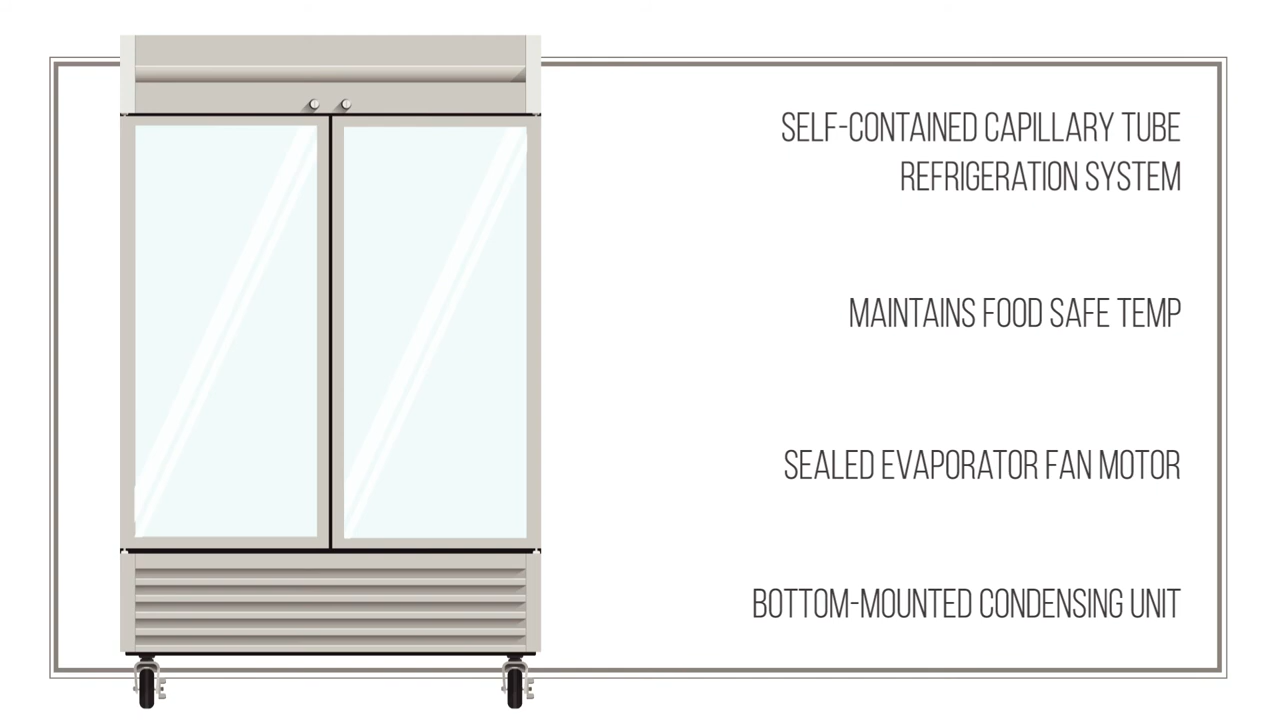 SELF-CONTAINED CAPILLARY TUBE
REFRIGERATION SYSTEM
MAINTAINS FOOD SAFE TEMP
SEALED EVAPORATOR FAN MOTOR
BOTTOM-MOUNTED CONDENSING UNIT